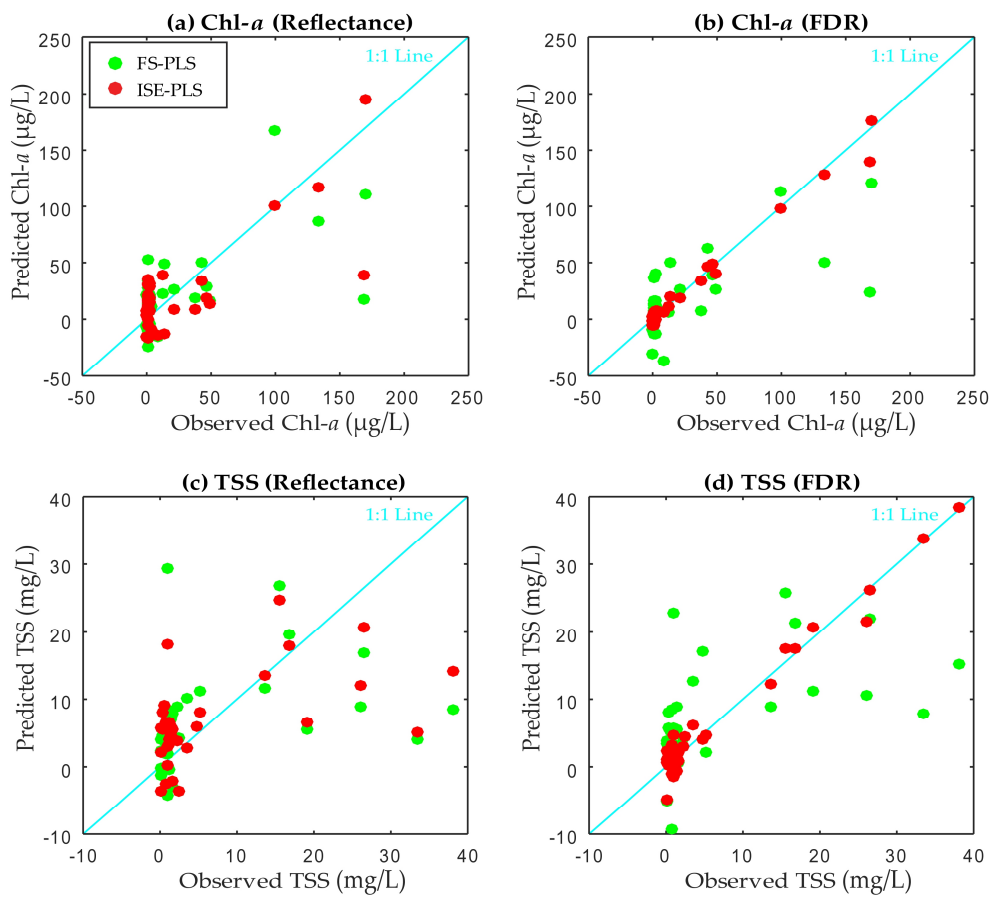 (a) Chl-a (Reflectance)
250
200
150
100
50
0
-50
-50 0 50 100 150 200 250
Predicted Chl-a (µg/L)
Observed Chl-a (µg/L)
FS-PLS
ISE-PLS
1:1 Line
(b) Chl-a (FDR)
250
200
150
100
50
0
-50
-50 0 50 100 150 200 250
Predicted Chl-a (µg/L)
Observed Chl-a (µg/L)
1:1 Line
(c) TSS (Reflectance)
40
30
20
10
0
-10
-10 0 10 20 30 40
Predicted TSS (mg/L)
Observed TSS (mg/L)
1:1 Line
(d) TSS (FDR)
40
30
20
10
0
-10
-10 0 10 20 30 40
Predicted TSS (mg/L)
Observed TSS (mg/L)
1:1 Line